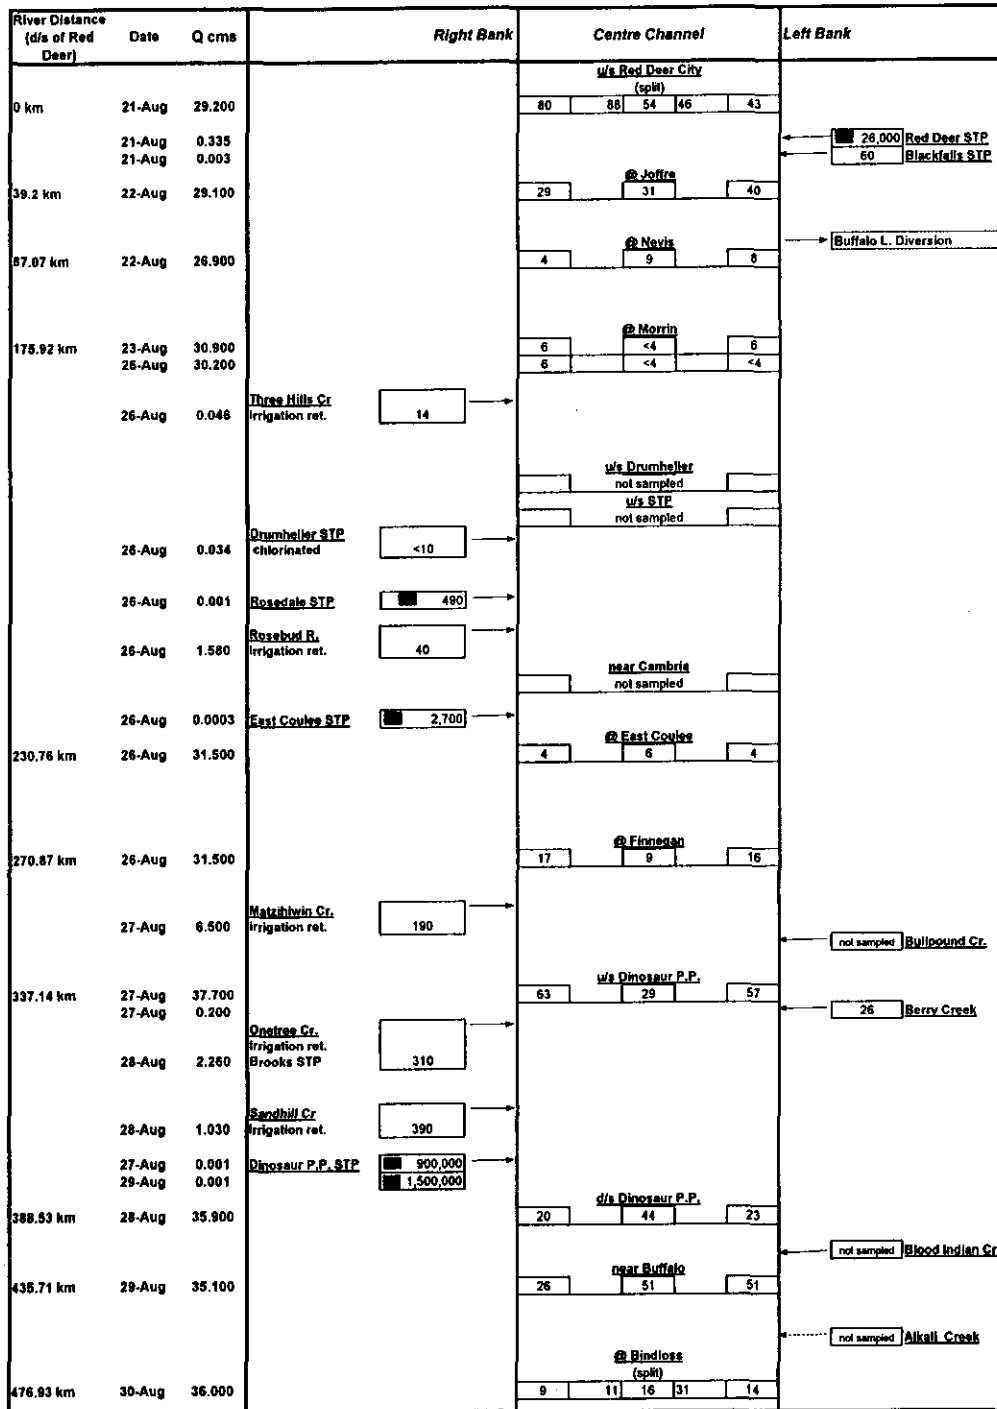 River Distance (d/s of Red Deer) Date Q cms Right Bank Centre Channel Left Bank
u/s Red Deer City
(split)
0 km 21-Aug 29.200 80 88 54 46 43
21-Aug 0.335 26,000 Red Deer STP
21-Aug 0.003 60 Blackfalls STP
@ Joffre
39.2 km 22-Aug 29.100 29 31 40
Buffalo L. Diversion
@ Nevis
87.07 km 22-Aug 26.900 4 9 8
@ Morrin
175.92 km 23-Aug 30.900 6 <4 6
25-Aug 30.200 6 <4 <4
Three Hills Cr
26-Aug 0.046 Irrigation ret. 14
u/s Drumheller
not sampled
u/s STP
not sampled
Drumheller STP
26-Aug 0.034 chlorinated <10
26-Aug 0.001 Rosedale STP 490
Rosebud R.
26-Aug 1.580 Irrigation ret. 40
near Cambria
not sampled
26-Aug 0.0003 East Coulee STP 2,700
@ East Coulee
230.76 km 26-Aug 31.500 4 6 4
@ Finnegan
270.87 km 26-Aug 31.500 17 9 16
Matzihiwin Cr.
27-Aug 6.500 irrigation ret. 190
not sampled Bullpound Cr.
u/s Dinosaur P.P.
337.14 km 27-Aug 37.700 63 29 57
27-Aug 0.200 26 Berry Creek
Onetree Cr.
Irrigation ret.
28-Aug 2.260 Brooks STP 310
Sandhill Cr
28-Aug 1.030 Irrigation ret. 390
27-Aug 0.001 Dinosaur P.P. STP 900,000
29-Aug 0.001 1,500,000
d/s Dinosaur P.P.
388.53 km 28-Aug 35.900 20 44 23
not sampled Blood Indian Cr
near Buffalo
435.71 km 29-Aug 35.100 26 51 51
not sampled Alkali Creek
@ Bindloss
(split)
476.93 km 30-Aug 36.000 9 11 16 31 14